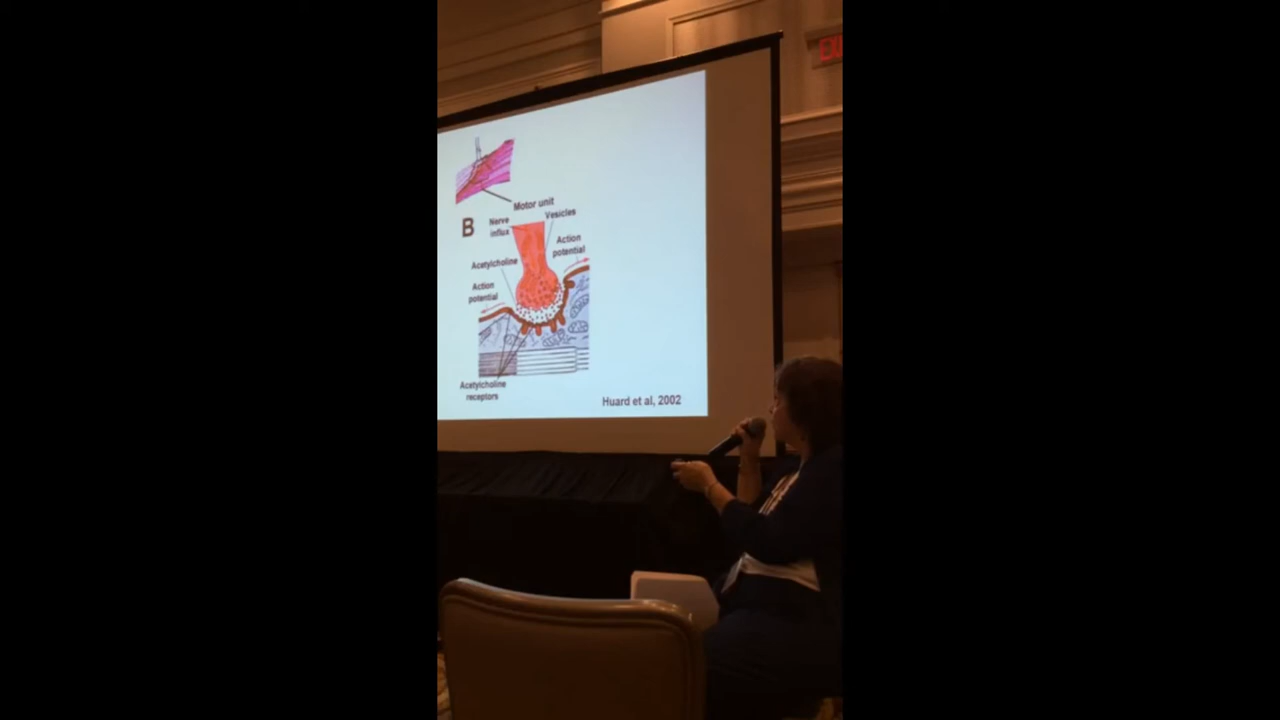 Motor unit
B
Nerve
influx
Vesicles
Action
potential
Acetylcholine
Action
potential
Acetylcholine
receptors
Huard et al, 2002